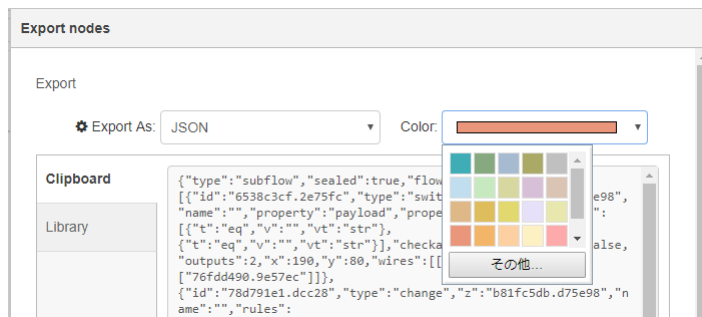 Export nodes
Export
Export As: JSON Color:
Clipboard
Library
{"type":"subflow","sealed":true,"flow
[{"id":"6538c3cf.2e75fc","type":"swit e98",
"name":"","property":"payload","prope ":
[{"t":"eq","v":"","vt":"str"},
{"t":"eq","v":"","vt":"str"}],"checka alse,
"outputs":2,"x":190,"y":80,"wires":[[
["76fdd490.9e57ec"]]},
{"id":"78d791e1.dcc28","type":"change","z":"b81fc5db.d75e98","n
ame":"","rules":
その他...